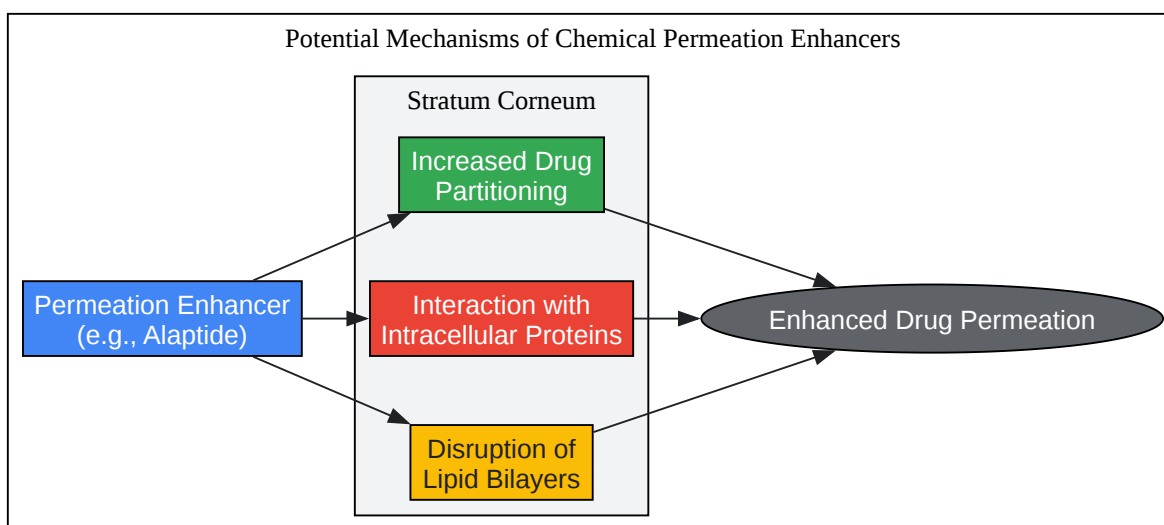 Potential Mechanisms of Chemical Permeation Enhancers
Stratum Corneum
Increased Drug
Partitioning
Permeation Enhancer
(e.g., Alaptide)
Interaction with
Intracellular Proteins
Enhanced Drug Permeation
Disruption of
Lipid Bilayers